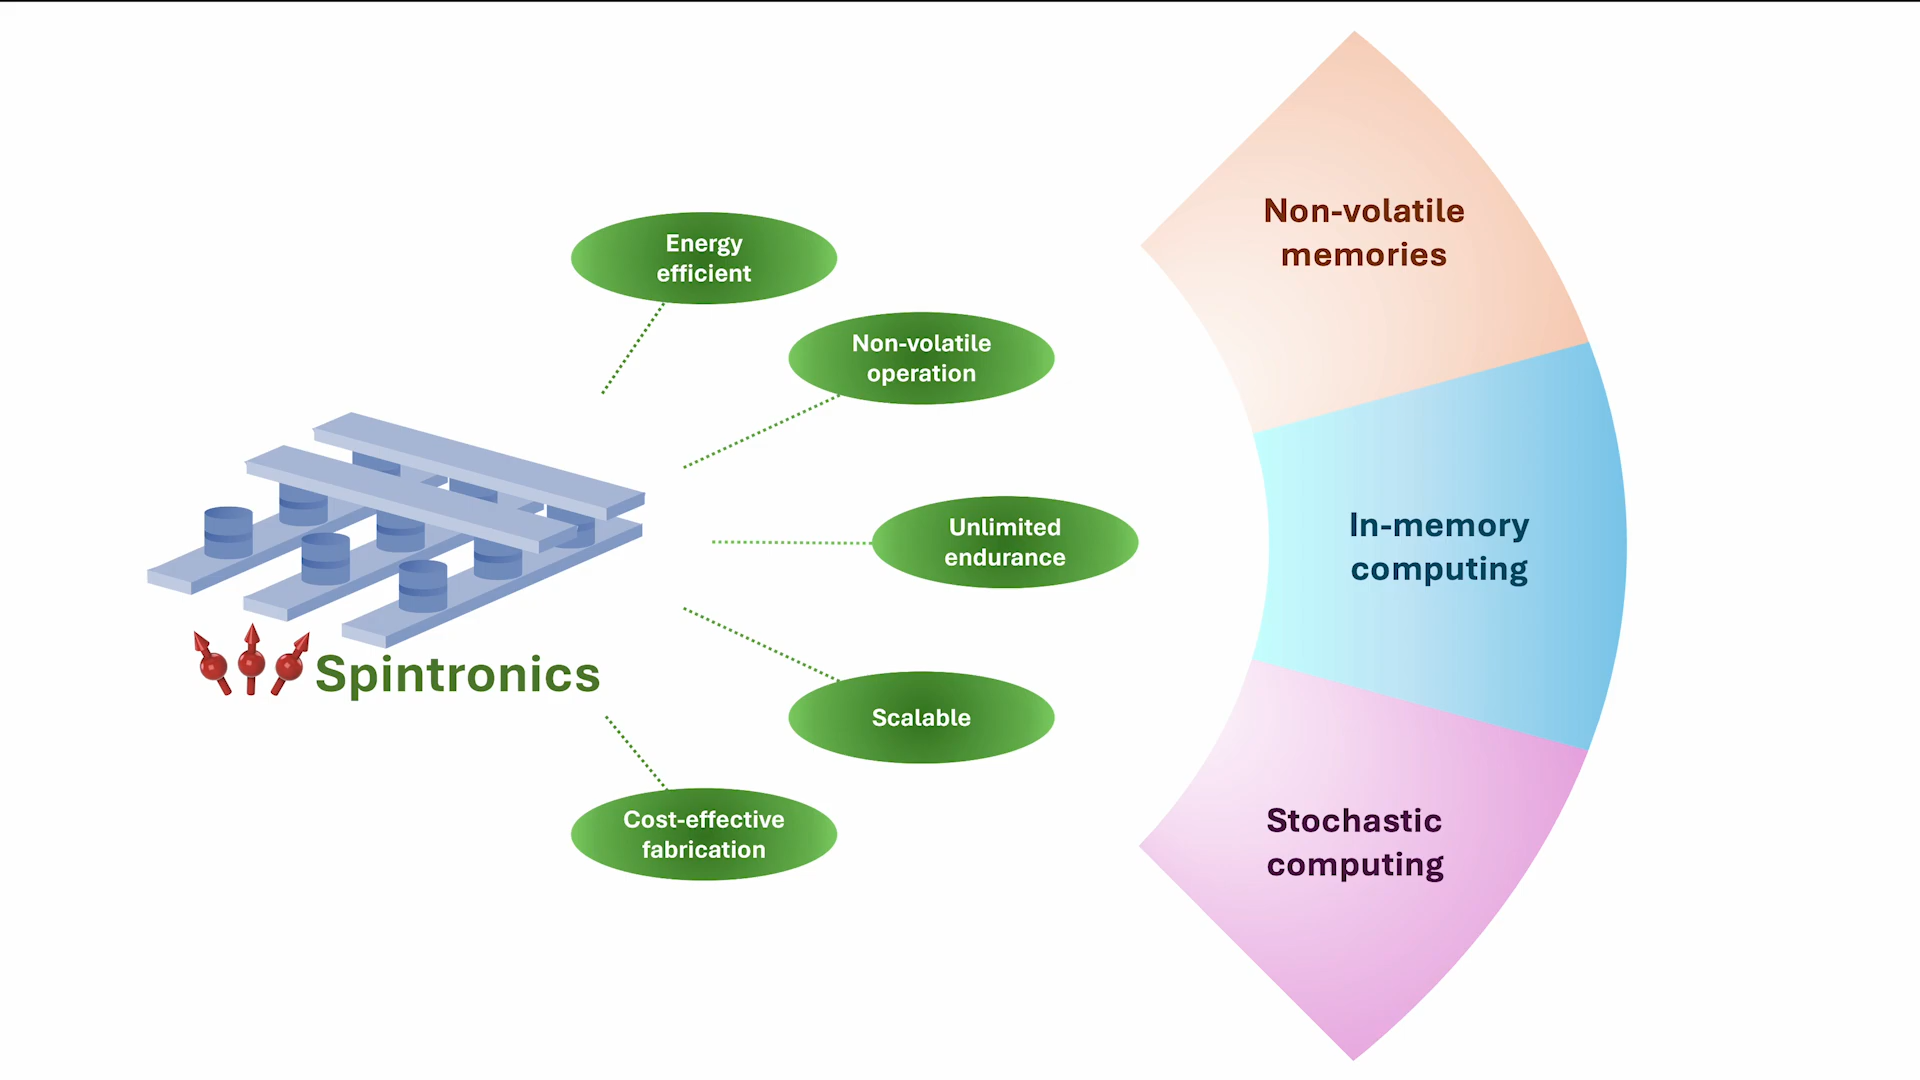 Energy
efficient
Non-volatile
operation
Unlimited
endurance
Scalable
Cost-effective
fabrication
Spintronics
Non-volatile
memories
In-memory
computing
Stochastic
computing